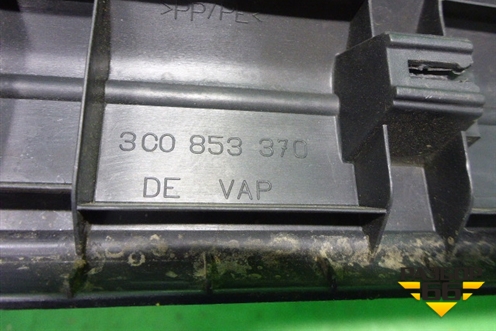 >PP/PE<
3C0 853 370
DE VAP